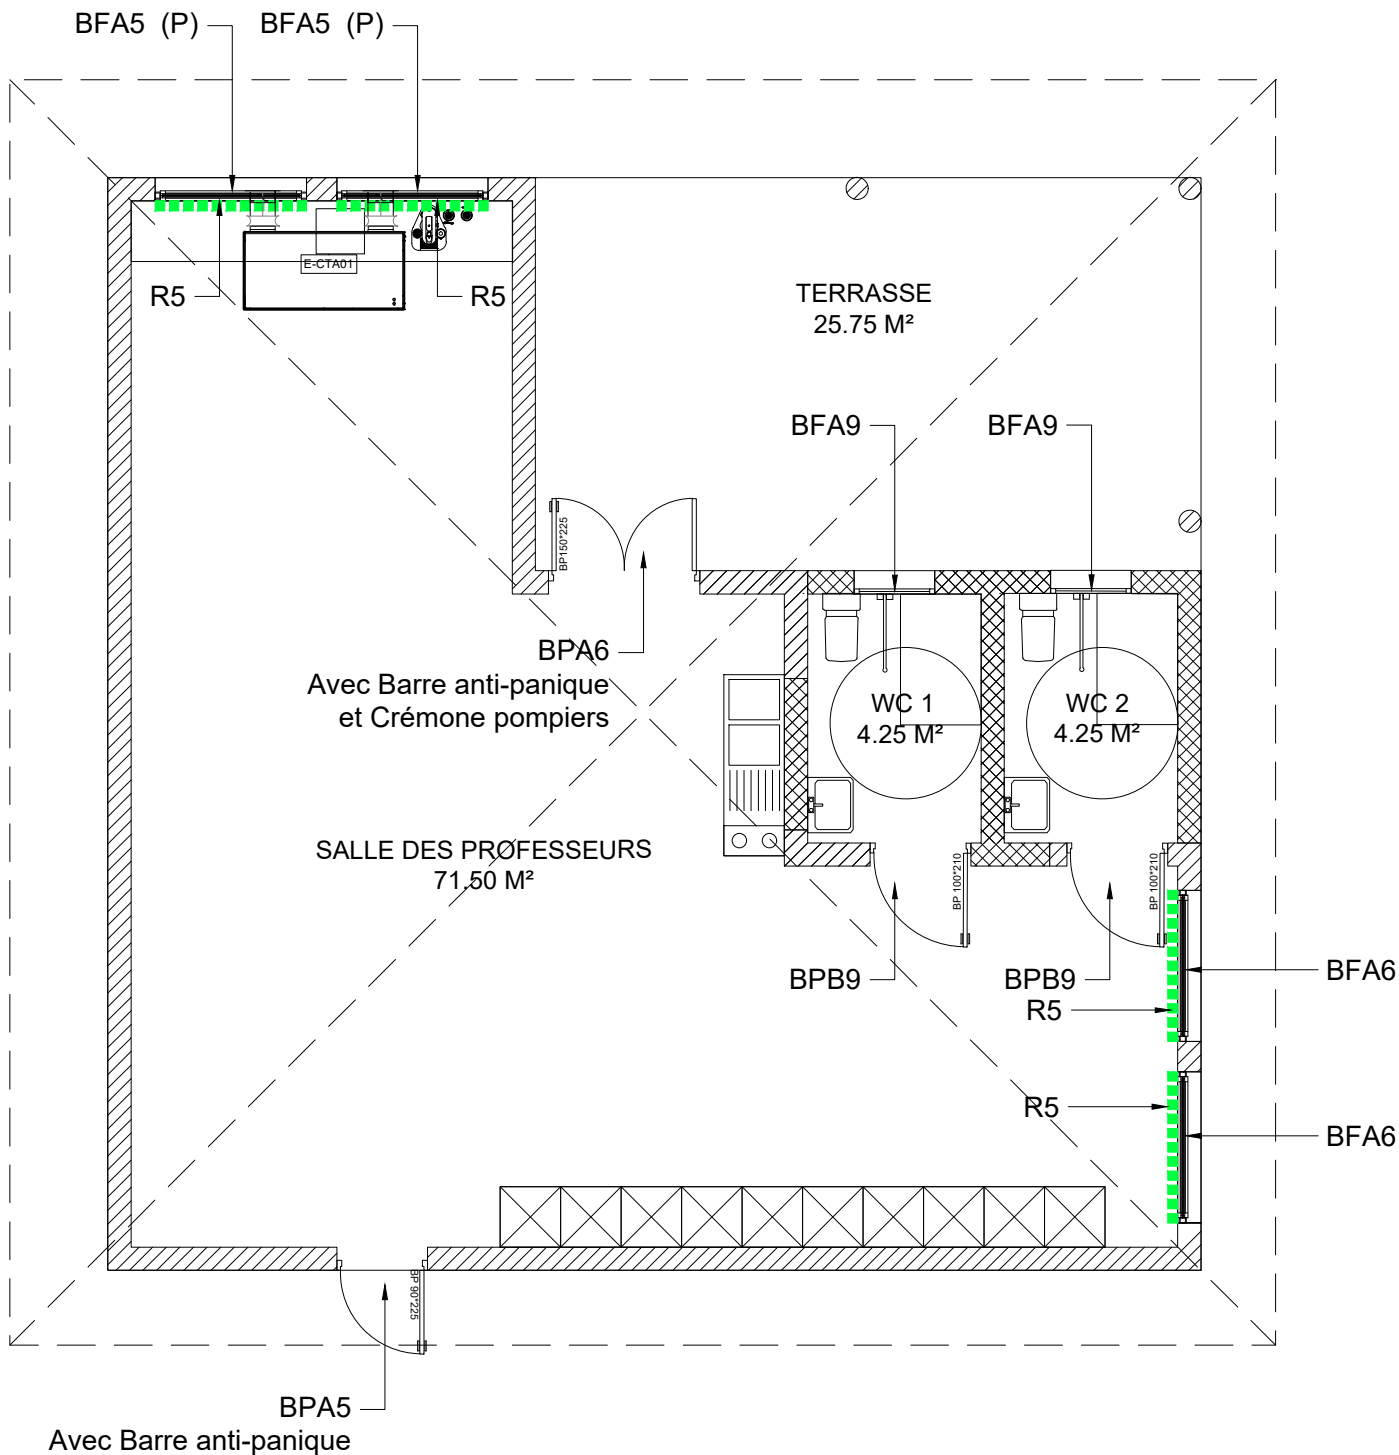 BFA5 (P)
BFA5 (P)
E-CTA01
R5
R5
TERRASSE
25.75 M²
BFA9
BFA9
BP150*225
BPA6
Avec Barre anti-panique
et Crémone pompiers
WC 1
4.25 M²
WC 2
4.25 M²
SALLE DES PROFESSEURS
71.50 M²
BP 100*210
BP 100*210
BPB9
BPB9
BFA6
R5
R5
BFA6
BP 90*225
BPA5
Avec Barre anti-panique